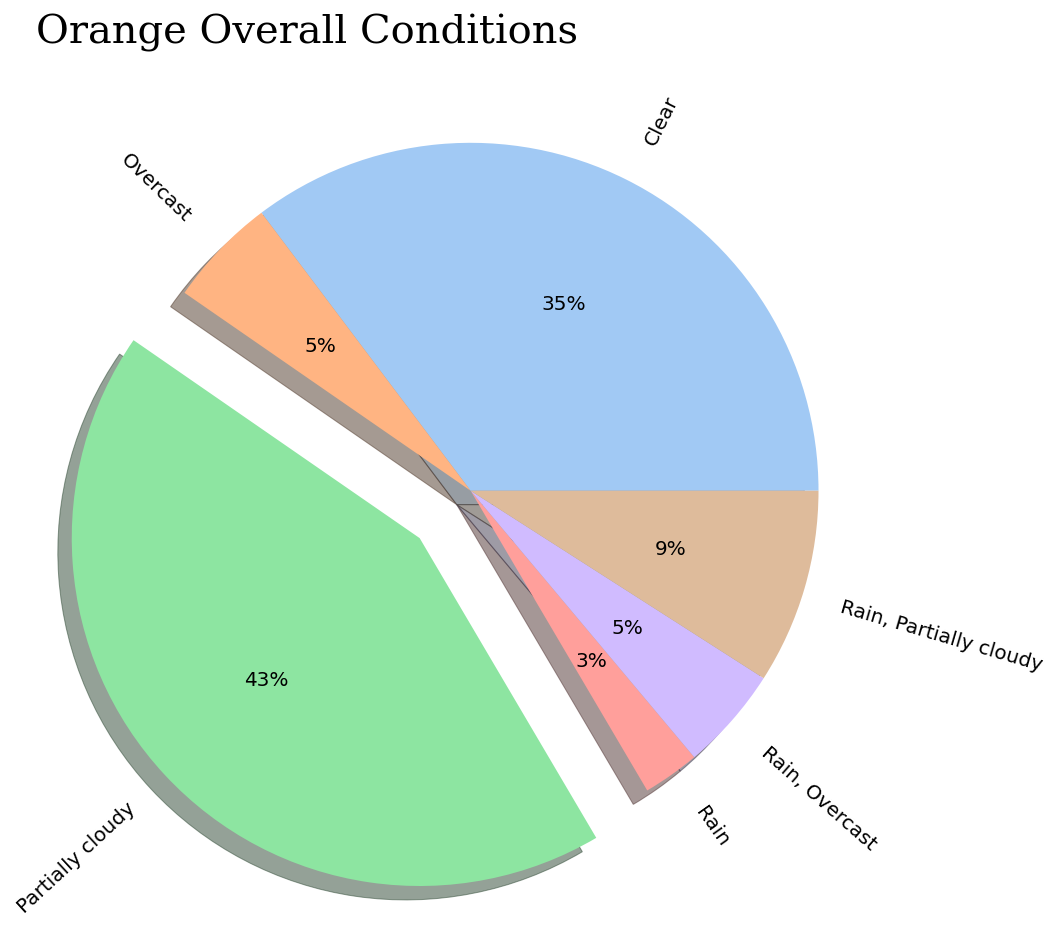 Orange Overall Conditions
Clear
Overcast
35%
5%
9%
Rain, Partially cloudy
5%
3%
43%
Rain, Overcast
Rain
Partially cloudy